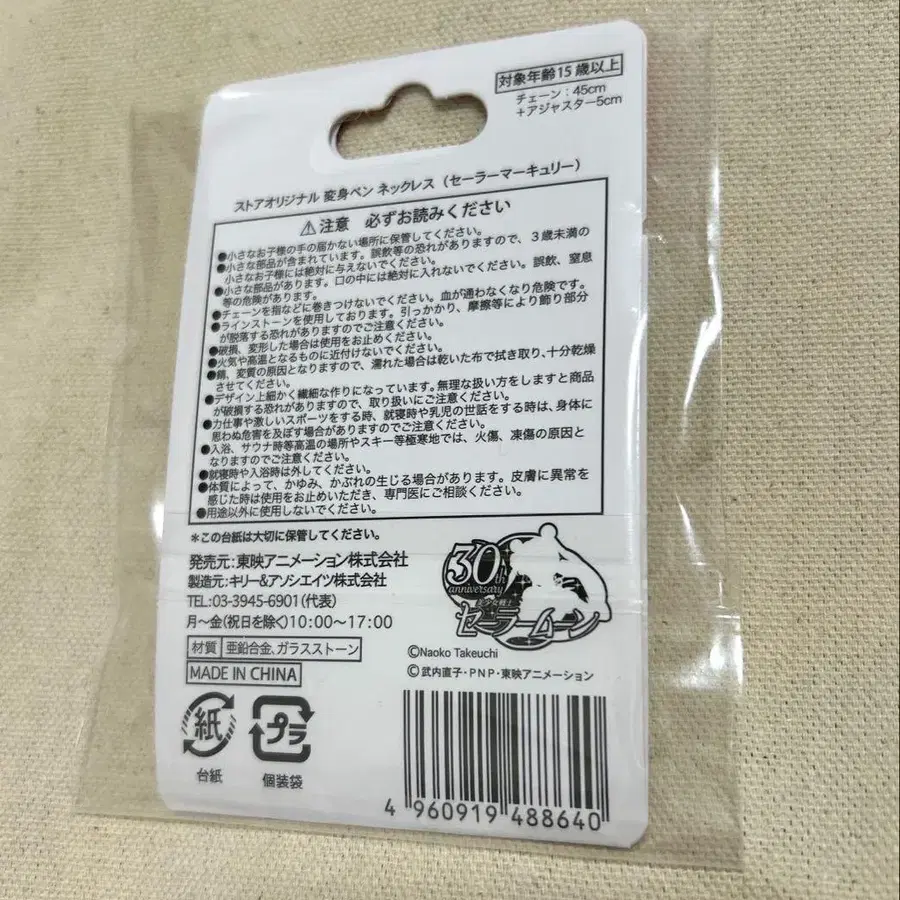 対象年齢15歳以上
チェーン：45cm
＋アジャスター5cm
ストアオリジナル 変身ペン ネックレス（セーラーマーキュリー）
⚠注意　必ずお読みください
●小さなお子様の手の届かない場所に保管してください。
●小さな部品が含まれています。誤飲等の恐れがありますので、３歳未満の
小さなお子様には絶対に与えないでください。
●小さな部品があります。口の中には絶対に入れないでください。誤飲、窒息
等の危険があります。
●チェーンを指などに巻きつけないでください。血が通わなくなり危険です。
●ラインストーンを使用しております。引っかかり、摩擦等により飾り部分
が脱落する恐れがありますのでご注意ください。
●破損、変形した場合は使用をお止めください。
●火気や高温となるものに近付けないでください。
●錆、変質の原因となりますので、濡れた場合は乾いた布で拭き取り、十分乾燥
させてください。
●デザイン上細かく繊細な作りになっています。無理な扱い方をしますと商品
が破損する恐れがありますので、取り扱いにご注意ください。
●力仕事や激しいスポーツをする時、就寝時や乳児の世話をする時は、身体に
思わぬ危害を及ぼす場合がありますのでご注意ください。
●入浴、サウナ時等高温の場所やスキー等極寒地では、火傷、凍傷の原因と
なりますのでご注意ください。
●就寝時や入浴時は外してください。
●体質によって、かゆみ、かぶれの生じる場合があります。皮膚に異常を
感じた時は使用をお止めいただき、専門医にご相談ください。
●用途以外に使用しないでください。
＊この台紙は大切に保管してください。
発売元：東映アニメーション株式会社
製造元：キリー&アソシエイツ株式会社
TEL：03-3945-6901（代表）
月〜金（祝日を除く）10：00〜17：00
材質 亜鉛合金、ガラスストーン
MADE IN CHINA
30th
anniversary
美少女戦士
セーラームーン
©Naoko Takeuchi
© 武内直子・PNP・東映アニメーション
紙
台紙
プラ
個装袋
4 960919 488640